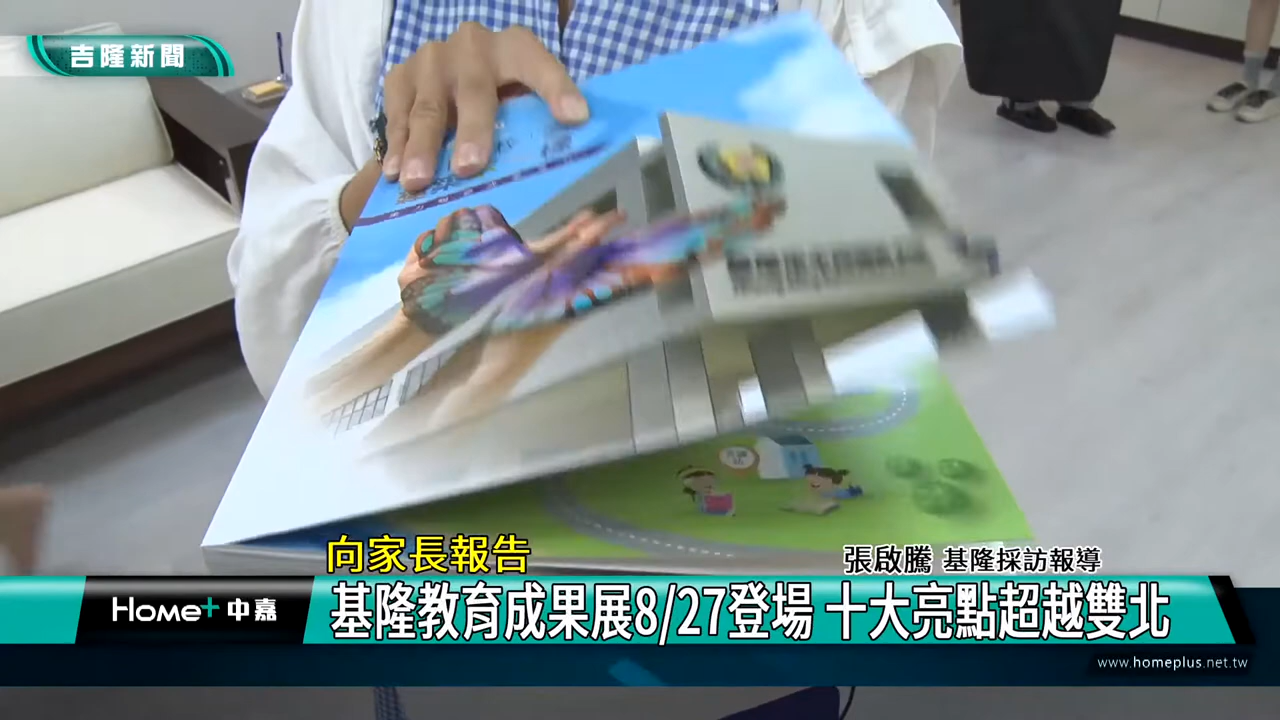 吉隆新聞
向家長報告
張啟騰 基隆採訪報導
Home+ 中嘉
基隆教育成果展8/27登場 十大亮點超越雙北
www.homeplus.net.tw